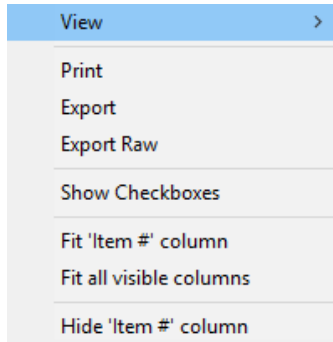 View
Print
Export
Export Raw
Show Checkboxes
Fit 'Item #' column
Fit all visible columns
Hide 'Item #' column